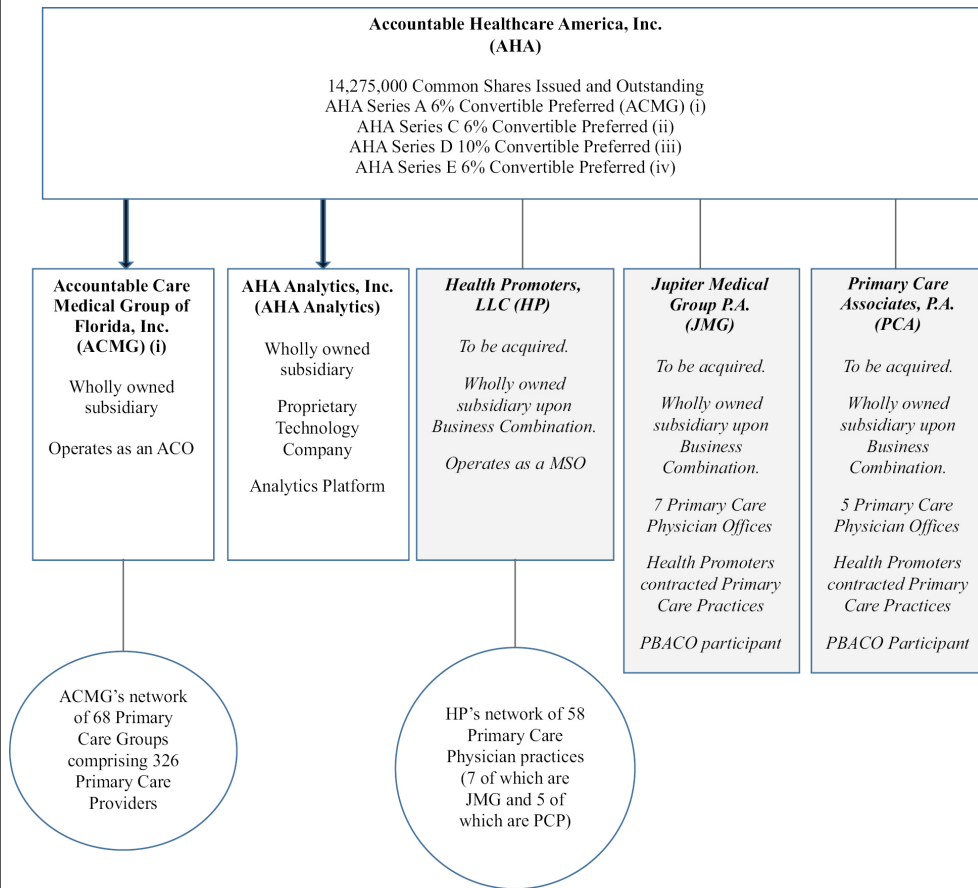 Accountable Healthcare America, Inc.
(AHA)
14,275,000 Common Shares Issued and Outstanding
AHA Series A 6% Convertible Preferred (ACMG) (i)
AHA Series C 6% Convertible Preferred (ii)
AHA Series D 10% Convertible Preferred (iii)
AHA Series E 6% Convertible Preferred (iv)
Accountable Care
Medical Group of
Florida, Inc.
(ACMG) (i)
Wholly owned
subsidiary
Operates as an ACO
AHA Analytics, Inc.
(AHA Analytics)
Wholly owned
subsidiary
Proprietary
Technology
Company
Analytics Platform
Health Promoters,
LLC (HP)
To be acquired.
Wholly owned
subsidiary upon
Business Combination.
Operates as a MSO
Jupiter Medical
Group P.A.
(JMG)
To be acquired.
Wholly owned
subsidiary upon
Business
Combination.
7 Primary Care
Physician Offices
Health Promoters
contracted Primary
Care Practices
PBACO participant
Primary Care
Associates, P.A.
(PCA)
To be acquired.
Wholly owned
subsidiary upon
Business
Combination.
5 Primary Care
Physician Offices
Health Promoters
contracted Primary
Care Practices
PBACO Participant
ACMG’s network
of 68 Primary
Care Groups
comprising 326
Primary Care
Providers
HP’s network of 58
Primary Care
Physician practices
(7 of which are
JMG and 5 of
which are PCP)